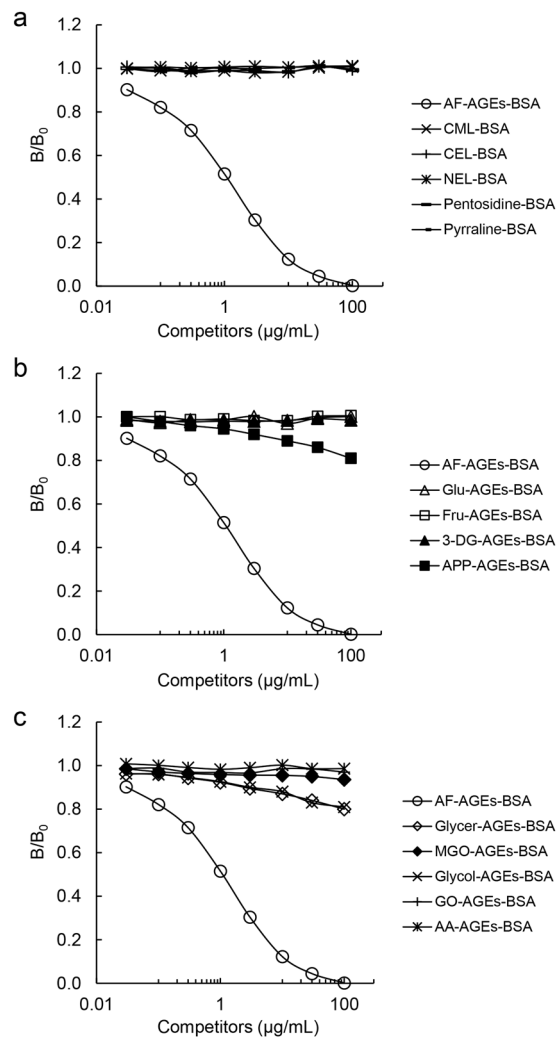 a
1.2
1.0
0.8
0.6
0.4
0.2
0.0
B/B₀
0.01
1
100
Competitors (µg/mL)
AF-AGEs-BSA
CML-BSA
CEL-BSA
NEL-BSA
Pentosidine-BSA
Pyrraline-BSA
b
1.2
1.0
0.8
0.6
0.4
0.2
0.0
B/B₀
0.01
1
100
Competitors (µg/mL)
AF-AGEs-BSA
Glu-AGEs-BSA
Fru-AGEs-BSA
3-DG-AGEs-BSA
APP-AGEs-BSA
c
1.2
1.0
0.8
0.6
0.4
0.2
0.0
B/B₀
0.01
1
100
Competitors (µg/mL)
AF-AGEs-BSA
Glycer-AGEs-BSA
MGO-AGEs-BSA
Glycol-AGEs-BSA
GO-AGEs-BSA
AA-AGEs-BSA